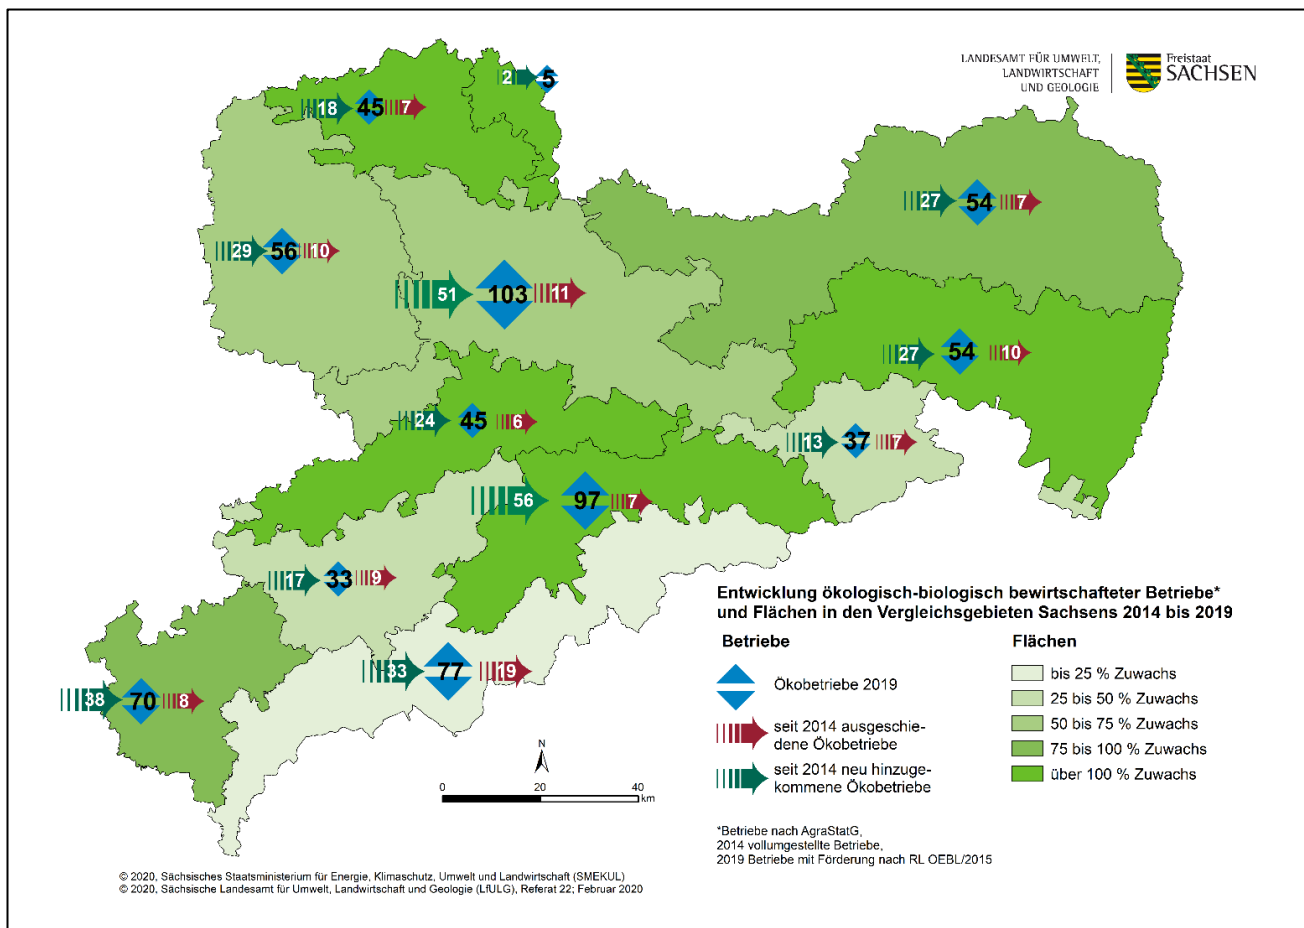 LANDESAMT FÜR UMWELT,
LANDWIRTSCHAFT
UND GEOLOGIE
Freistaat
SACHSEN
2 5
18 45 7
27 54 7
29 56 10
51 103 11
27 54 10
24 45 6
13 37 7
56 97 7
17 33 9
33 77 19
38 70 8
Entwicklung ökologisch-biologisch bewirtschafteter Betriebe*
und Flächen in den Vergleichsgebieten Sachsens 2014 bis 2019
Betriebe
Ökobetriebe 2019
seit 2014 ausgeschie-
dene Ökobetriebe
seit 2014 neu hinzuge-
kommene Ökobetriebe
Flächen
bis 25 % Zuwachs
25 bis 50 % Zuwachs
50 bis 75 % Zuwachs
75 bis 100 % Zuwachs
über 100 % Zuwachs
N
0 20 40
km
*Betriebe nach AgraStatG,
2014 vollumgestellte Betriebe,
2019 Betriebe mit Förderung nach RL OEBL/2015
© 2020, Sächsisches Staatsministerium für Energie, Klimaschutz, Umwelt und Landwirtschaft (SMEKUL)
© 2020, Sächsische Landesamt für Umwelt, Landwirtschaft und Geologie (LfULG), Referat 22; Februar 2020